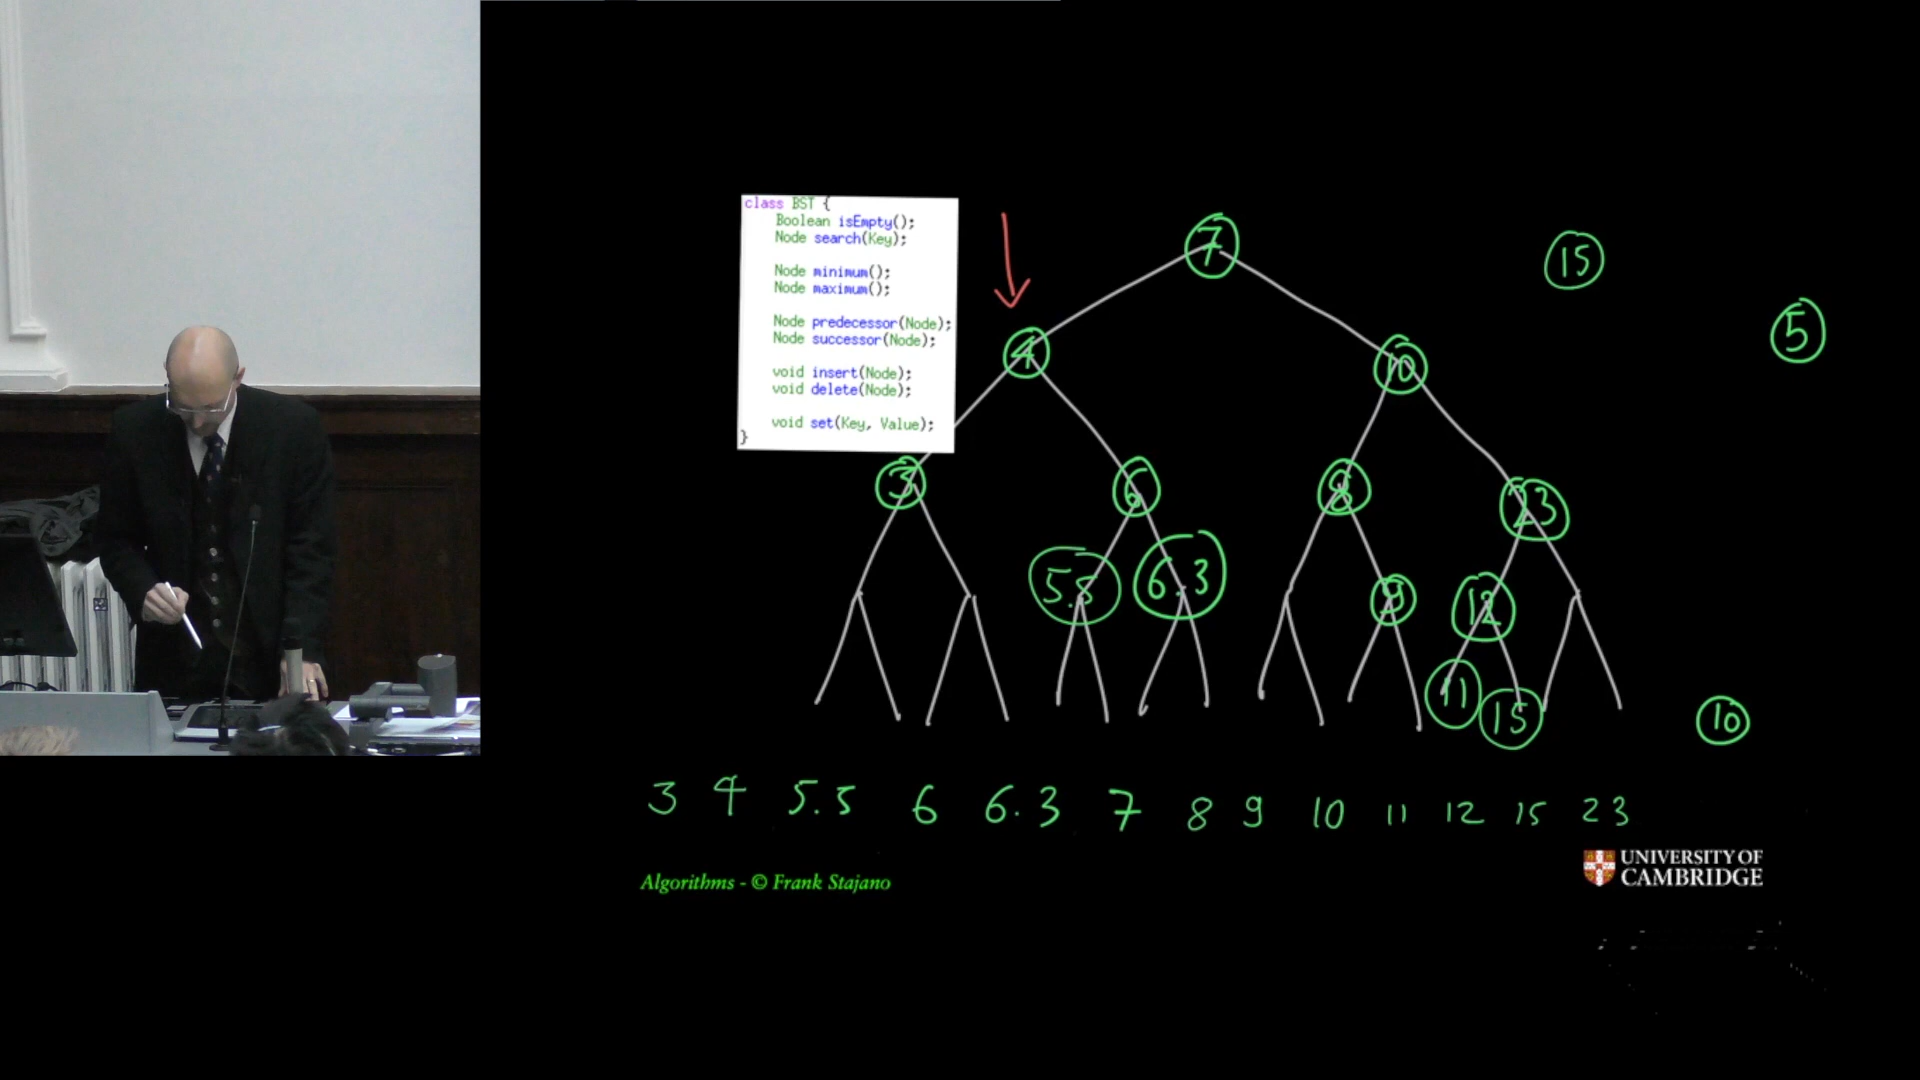 class BST {
Boolean isEmpty();
Node search(Key);
Node minimum();
Node maximum();
Node predecessor(Node);
Node successor(Node);
void insert(Node);
void delete(Node);
void set(Key, Value);
}
7
15
5
4
10
3
6
8
23
5.5
6.3
9
12
11
15
10
3 4 5.5 6 6.3 7 8 9 10 11 12 15 23
Algorithms - © Frank Stajano
UNIVERSITY OF
CAMBRIDGE